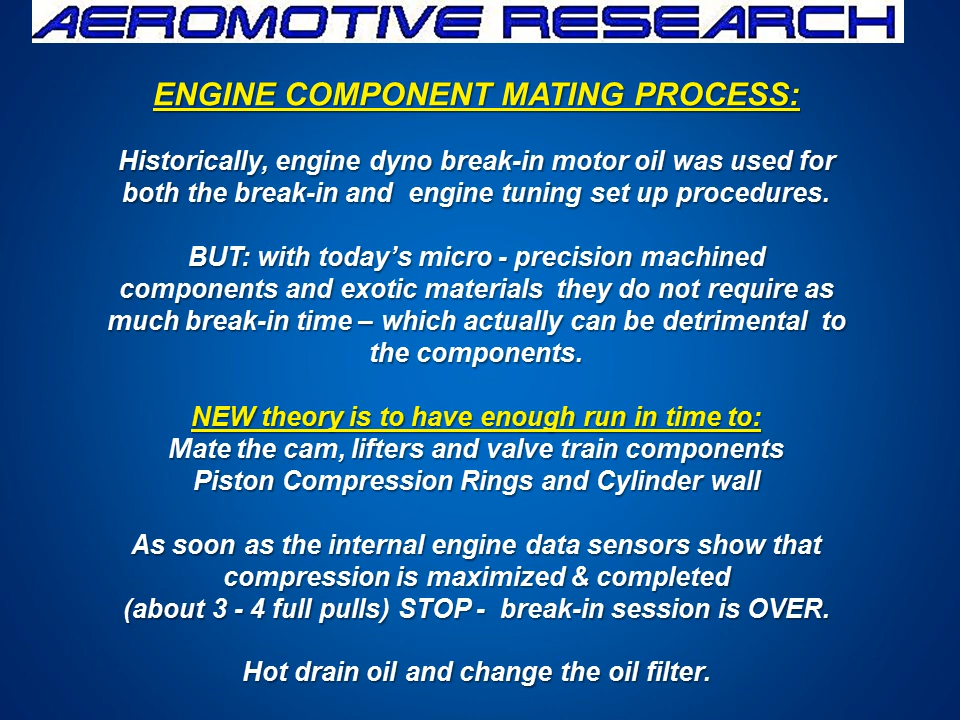 AEROMOTIVE RESEARCH
ENGINE COMPONENT MATING PROCESS:
Historically, engine dyno break-in motor oil was used for
both the break-in and engine tuning set up procedures.
BUT: with today’s micro - precision machined
components and exotic materials they do not require as
much break-in time – which actually can be detrimental to
the components.
NEW theory is to have enough run in time to:
Mate the cam, lifters and valve train components
Piston Compression Rings and Cylinder wall
As soon as the internal engine data sensors show that
compression is maximized & completed
(about 3 - 4 full pulls) STOP - break-in session is OVER.
Hot drain oil and change the oil filter.